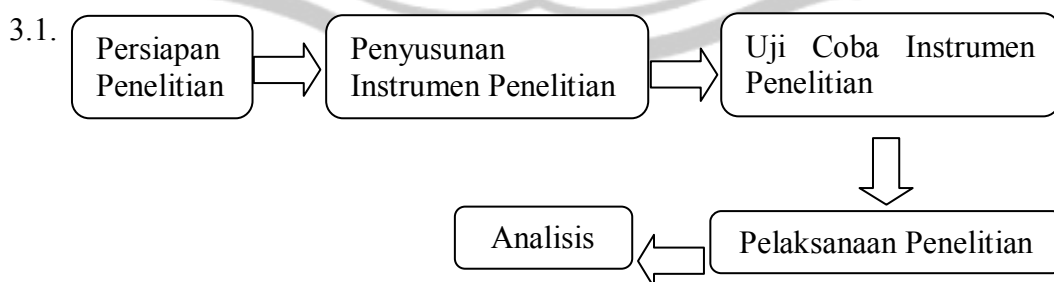 3.1.
Persiapan
Penelitian
Penyusunan
Instrumen Penelitian
Uji Coba Instrumen
Penelitian
Pelaksanaan Penelitian
Analisis